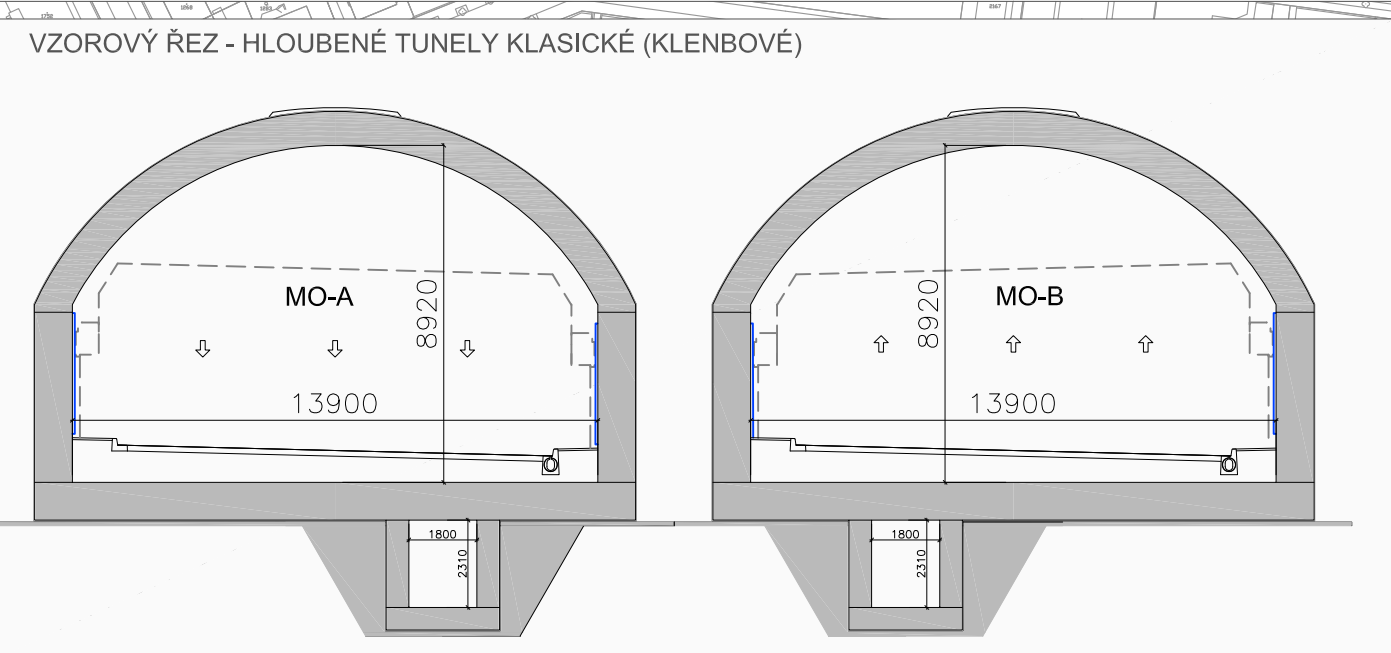 VZOROVÝ ŘEZ - HLOUBENÉ TUNELY KLASICKÉ (KLENBOVÉ)
MO-A
8920
13900
1800
2310
MO-B
8920
13900
1800
2310